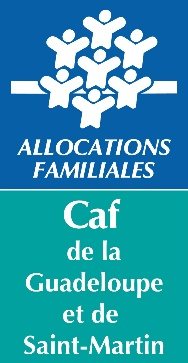 ALLOCATIONS
FAMILIALES
Caf
de la
Guadeloupe
et de
Saint-Martin